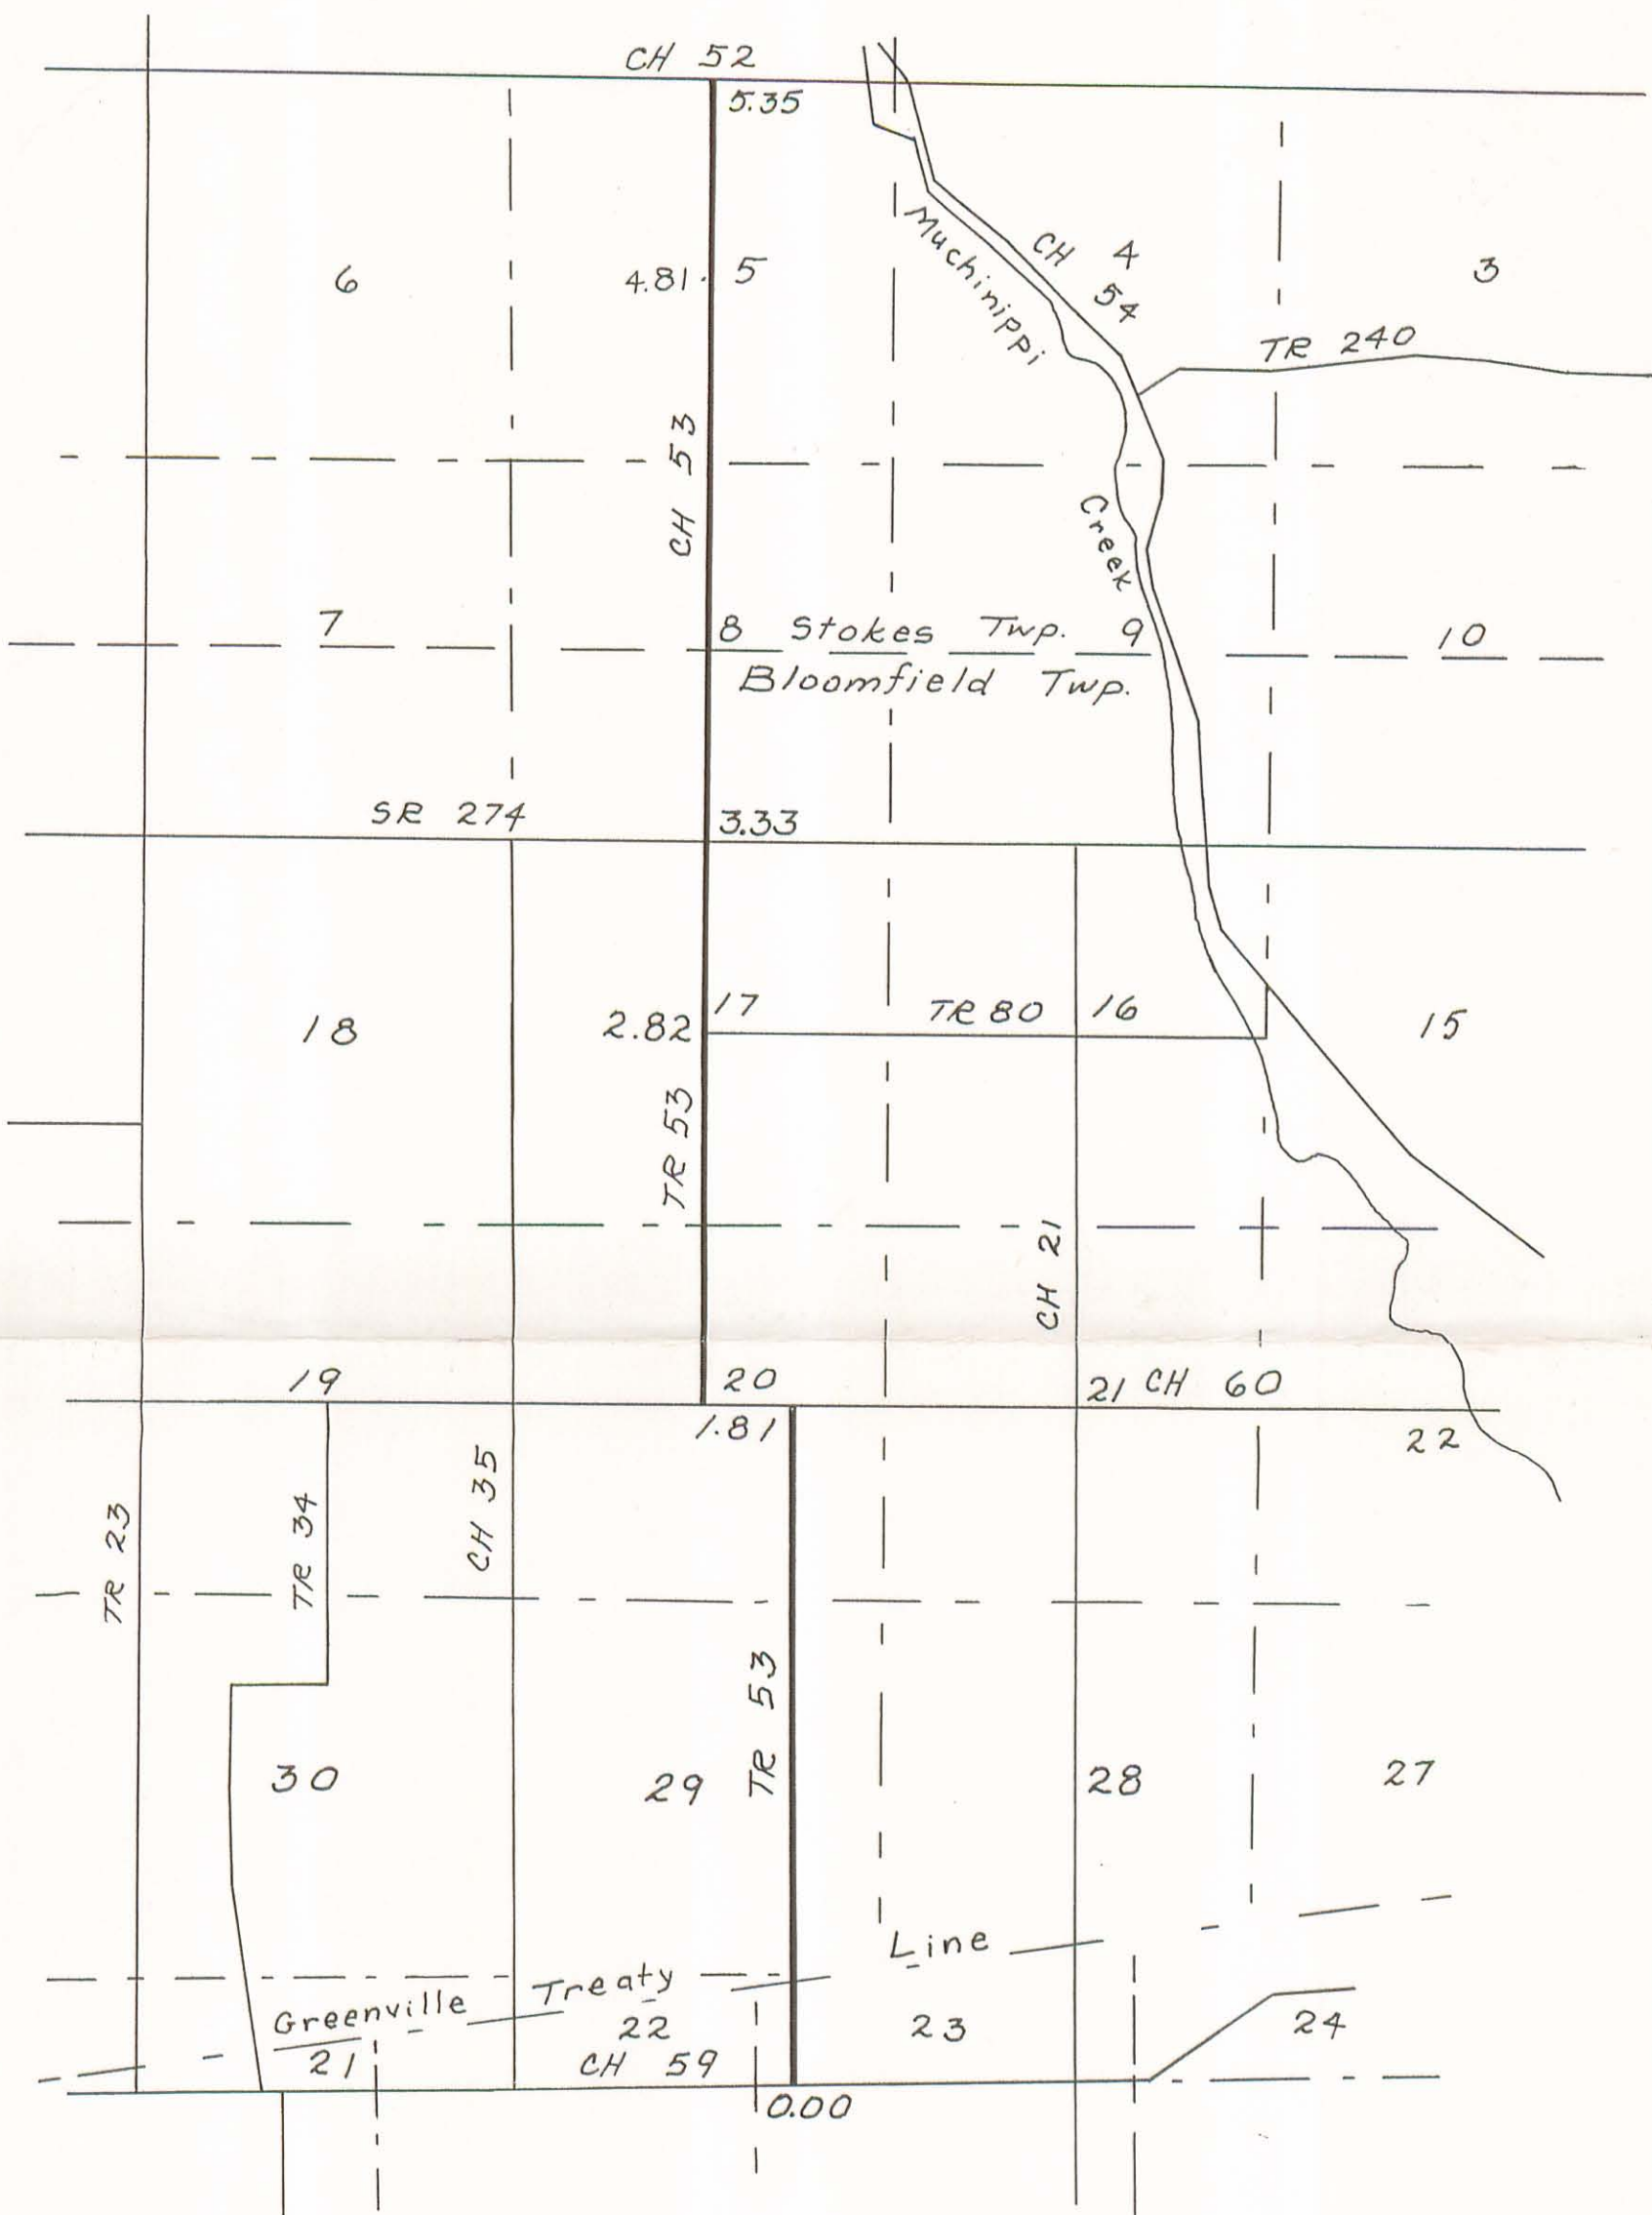 CH 52
5.35
6
4.81
5
Muchinippi
CH 54
4
3
TR 240
CH 53
Creek
7
8
Stokes Twp.
9
10
Bloomfield Twp.
SR 274
3.33
18
2.82
17
TR 80
16
15
TR 53
CH 21
19
20
21
CH 60
1.81
22
TR 23
TR 34
CH 35
TR 53
30
29
28
27
Greenville
Treaty
Line
21
22
23
24
CH 59
0.00